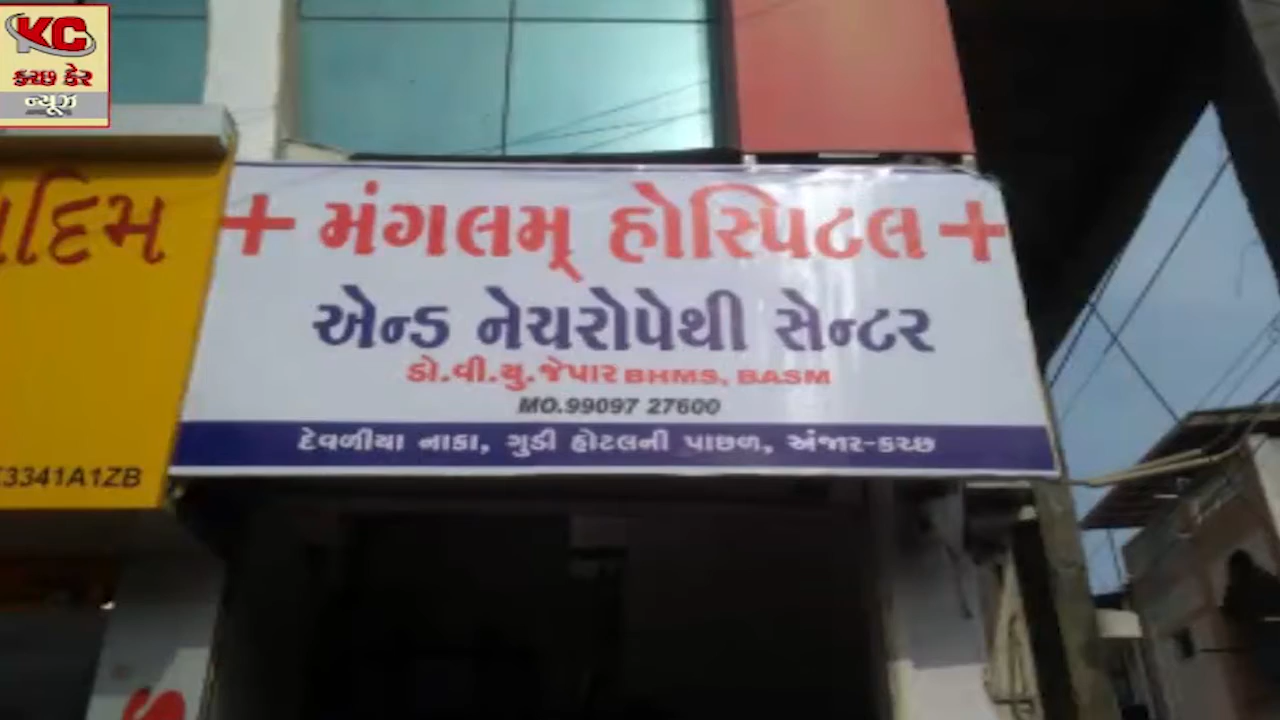 KC
કચ્છ કેર
ન્યૂઝ
+ મંગલમ્ હોસ્પિટલ +
એન્ડ નેચરોપેથી સેન્ટર
ડો.વી.યુ.જેપાર BHMS, BASM
MO.99097 27600
દેવળીયા નાકા, ગુડી હોટલની પાછળ, અંજાર-કચ્છ
3341A1ZB